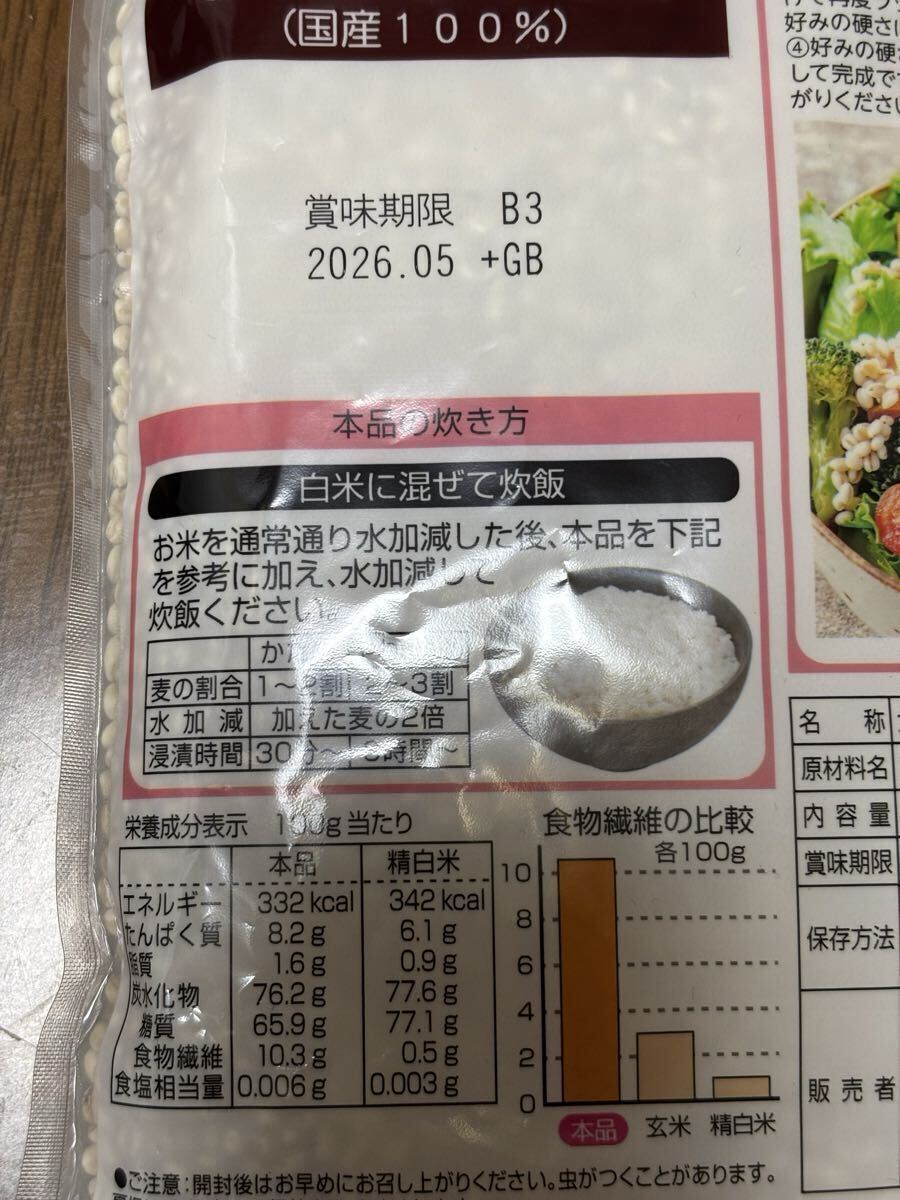 (国産100%)
賞味期限 B3
2026.05 +GB
本品の炊き方
白米に混ぜて炊飯
お米を通常通り水加減した後、本品を下記
を参考に加え、水加減して
炊飯ください。
か
麦の割合 1〜2割 2〜3割
水加減 加えた麦の2倍
浸漬時間 30分〜 3時間〜
栄養成分表示 100g当たり
本品 精白米
エネルギー 332kcal 342kcal
たんぱく質 8.2g 6.1g
脂質 1.6g 0.9g
炭水化物 76.2g 77.6g
糖質 65.9g 77.1g
食物繊維 10.3g 0.5g
食塩相当量 0.006g 0.003g
食物繊維の比較
各100g
10
8
6
4
2
0
本品 玄米 精白米
●ご注意:開封後はお早めにお召し上がりください。虫がつくことがあります。
好みの硬さ
④好みの硬
して完成で
がりくださ
名称
原材料名
内容量
賞味期限
保存方法
販売者